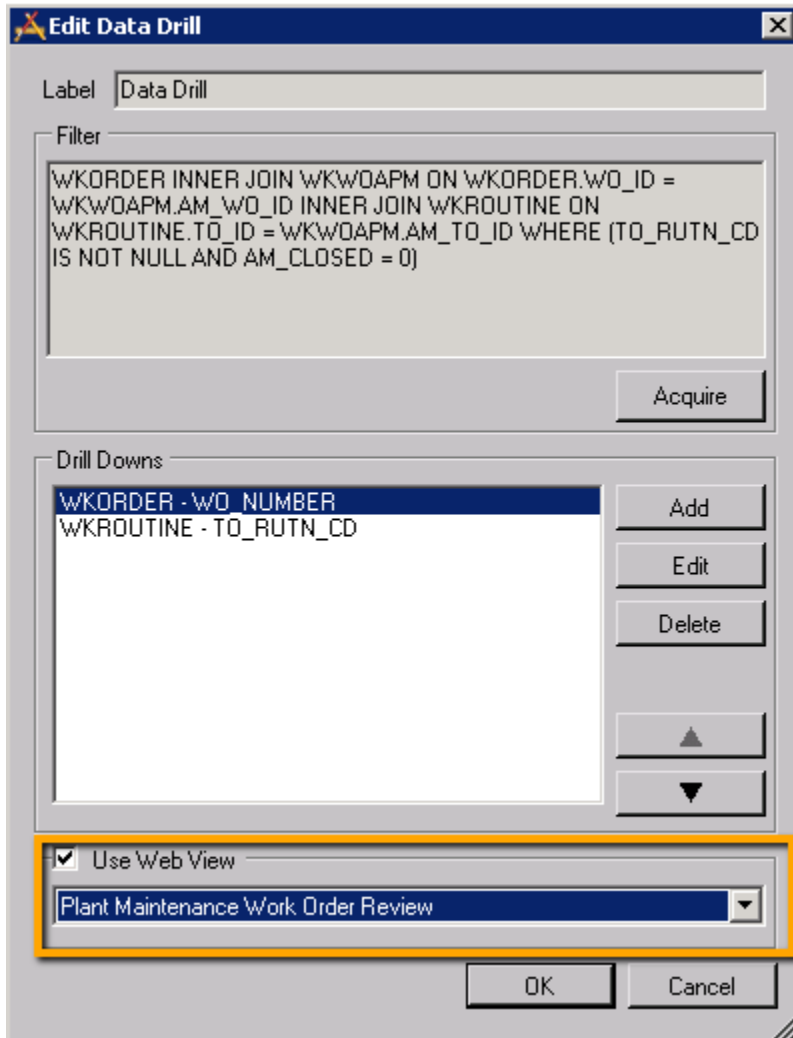 Edit Data Drill
Label Data Drill
Filter
WKORDER INNER JOIN WKWOAPM ON WKORDER.WO_ID =
WKWOAPM.AM_WO_ID INNER JOIN WKROUTINE ON
WKROUTINE.TO_ID = WKWOAPM.AM_TO_ID WHERE (TO_RUTN_CD
IS NOT NULL AND AM_CLOSED = 0)
Acquire
Drill Downs
WKORDER - WO_NUMBER
WKROUTINE - TO_RUTN_CD
Add
Edit
Delete
Use Web View
Plant Maintenance Work Order Review
OK
Cancel